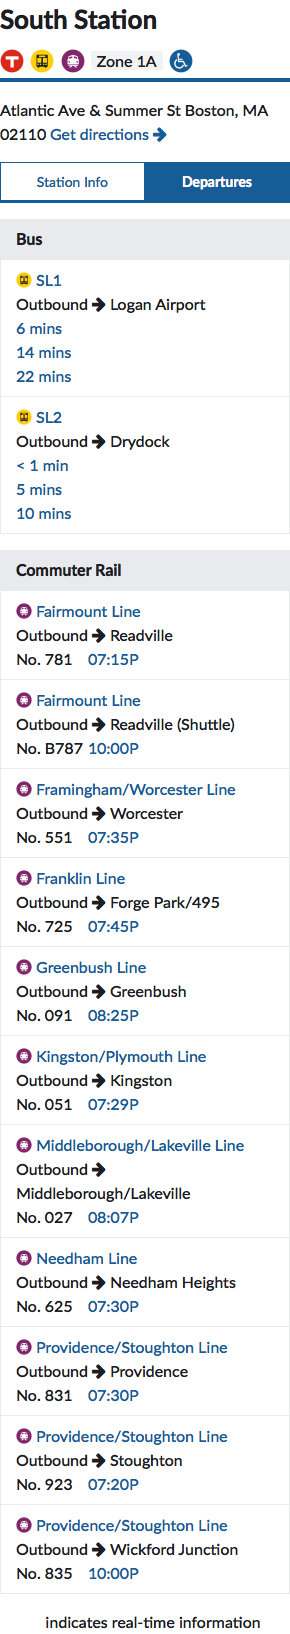 South Station
T Zone 1A
Atlantic Ave & Summer St Boston, MA
02110 Get directions
Station Info Departures
Bus
SL1
Outbound Logan Airport
6 mins
14 mins
22 mins
SL2
Outbound Drydock
< 1 min
5 mins
10 mins
Commuter Rail
Fairmount Line
Outbound Readville
No. 781 07:15P
Fairmount Line
Outbound Readville (Shuttle)
No. B787 10:00P
Framingham/Worcester Line
Outbound Worcester
No. 551 07:35P
Franklin Line
Outbound Forge Park/495
No. 725 07:45P
Greenbush Line
Outbound Greenbush
No. 091 08:25P
Kingston/Plymouth Line
Outbound Kingston
No. 051 07:29P
Middleborough/Lakeville Line
Outbound
Middleborough/Lakeville
No. 027 08:07P
Needham Line
Outbound Needham Heights
No. 625 07:30P
Providence/Stoughton Line
Outbound Providence
No. 831 07:30P
Providence/Stoughton Line
Outbound Stoughton
No. 923 07:20P
Providence/Stoughton Line
Outbound Wickford Junction
No. 835 10:00P
indicates real-time information